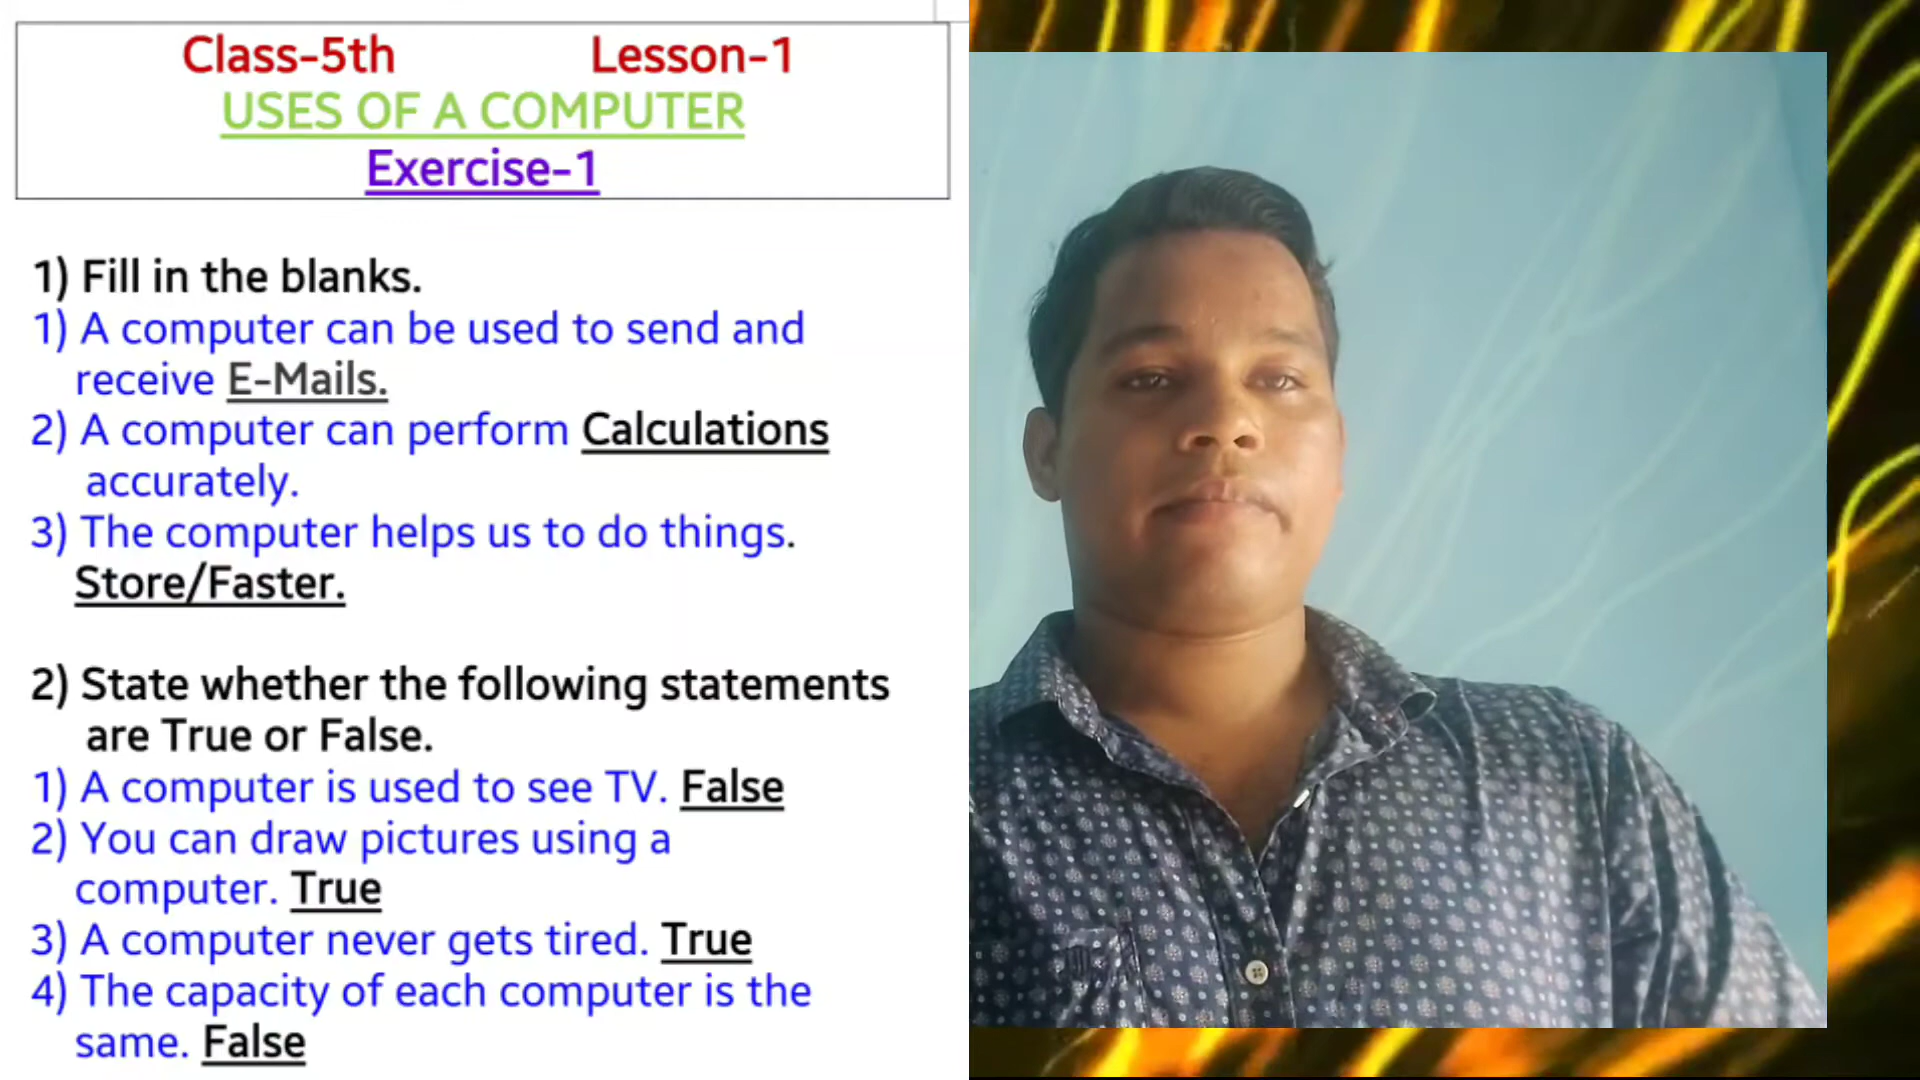 Class-5th Lesson-1
USES OF A COMPUTER
Exercise-1
1) Fill in the blanks.
1) A computer can be used to send and
receive E-Mails.
2) A computer can perform Calculations
accurately.
3) The computer helps us to do things.
Store/Faster.
2) State whether the following statements
are True or False.
1) A computer is used to see TV. False
2) You can draw pictures using a
computer. True
3) A computer never gets tired. True
4) The capacity of each computer is the
same. False